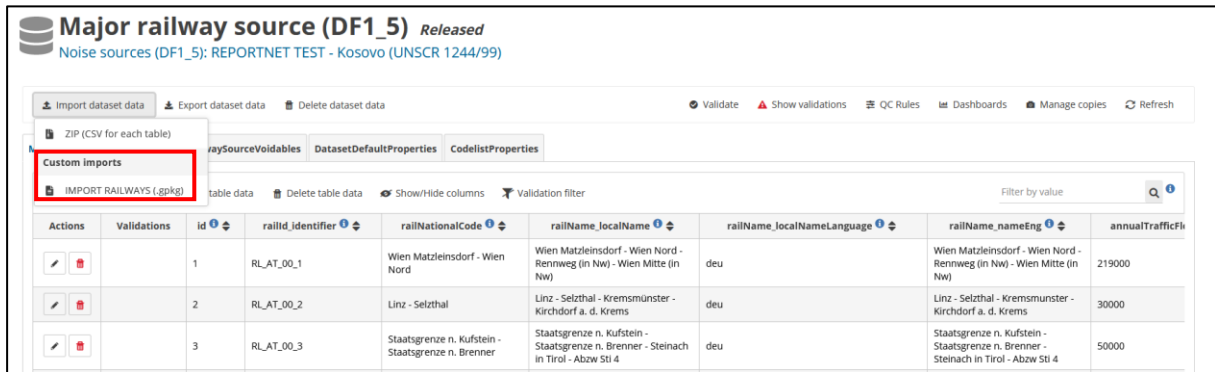 Major railway source (DF1_5) Released
Noise sources (DF1_5): REPORTNET TEST - Kosovo (UNSCR 1244/99)
Import dataset data Export dataset data Delete dataset data Validate Show validations QC Rules Dashboards Manage copies Refresh
ZIP (CSV for each table)
waySourceVoidables DatasetDefaultProperties CodelistProperties
Custom imports
IMPORT RAILWAYS (.gpkg) table data Delete table data Show/Hide columns Validation filter Filter by value
Actions Validations id railId_identifier railNationalCode railName_localName railName_localNameLanguage railName_nameEng annualTrafficFl
1 RL_AT_00_1 Wien Matzleinsdorf - Wien Nord Wien Matzleinsdorf - Wien Nord - Rennweg (in Nw) - Wien Mitte (in Nw) deu Wien Matzleinsdorf - Wien Nord - Rennweg (in Nw) - Wien Mitte (in Nw) 219000
2 RL_AT_00_2 Linz - Selzthal Linz - Selzthal - Kremsmünster - Kirchdorf a. d. Krems deu Linz - Selzthal - Kremsmunster - Kirchdorf a. d. Krems 30000
3 RL_AT_00_3 Staatsgrenze n. Kufstein - Staatsgrenze n. Brenner Staatsgrenze n. Kufstein - Staatsgrenze n. Brenner - Steinach in Tirol - Abzw Sti 4 deu Staatsgrenze n. Kufstein - Staatsgrenze n. Brenner - Steinach in Tirol - Abzw Sti 4 50000